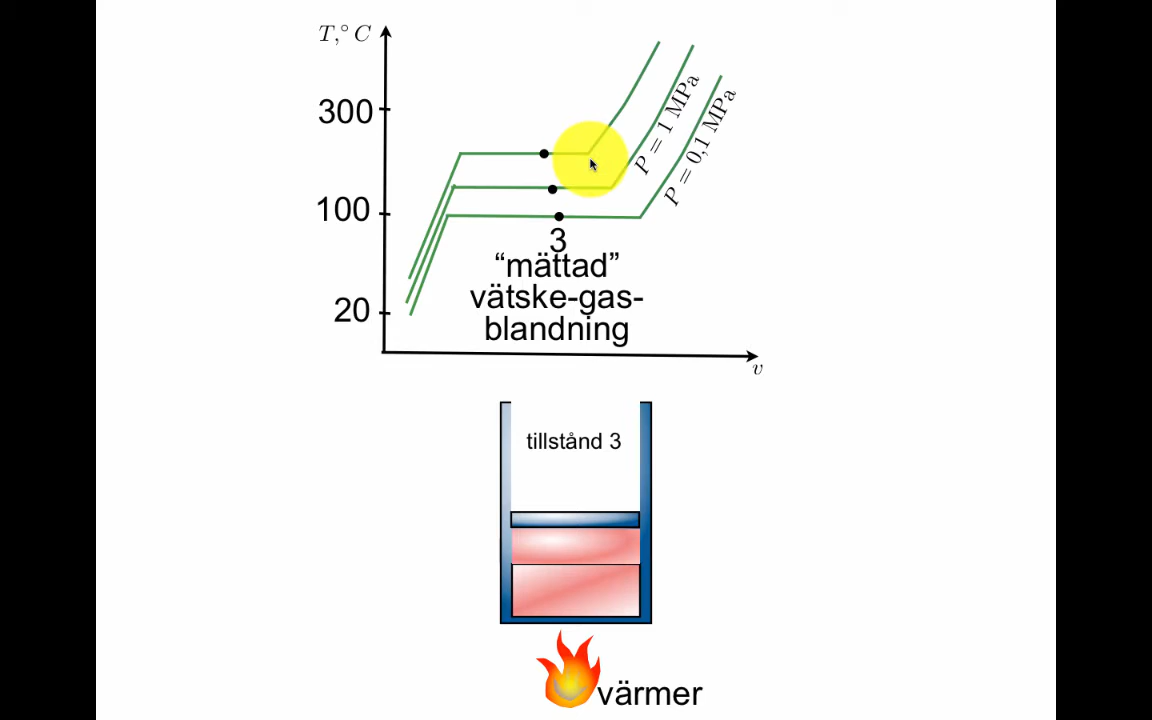 T,° C
300
100
20
P = 1 MPa
P = 0,1 MPa
3
“mättad”
vätske-gas-
blandning
v
tillstånd 3
värmer